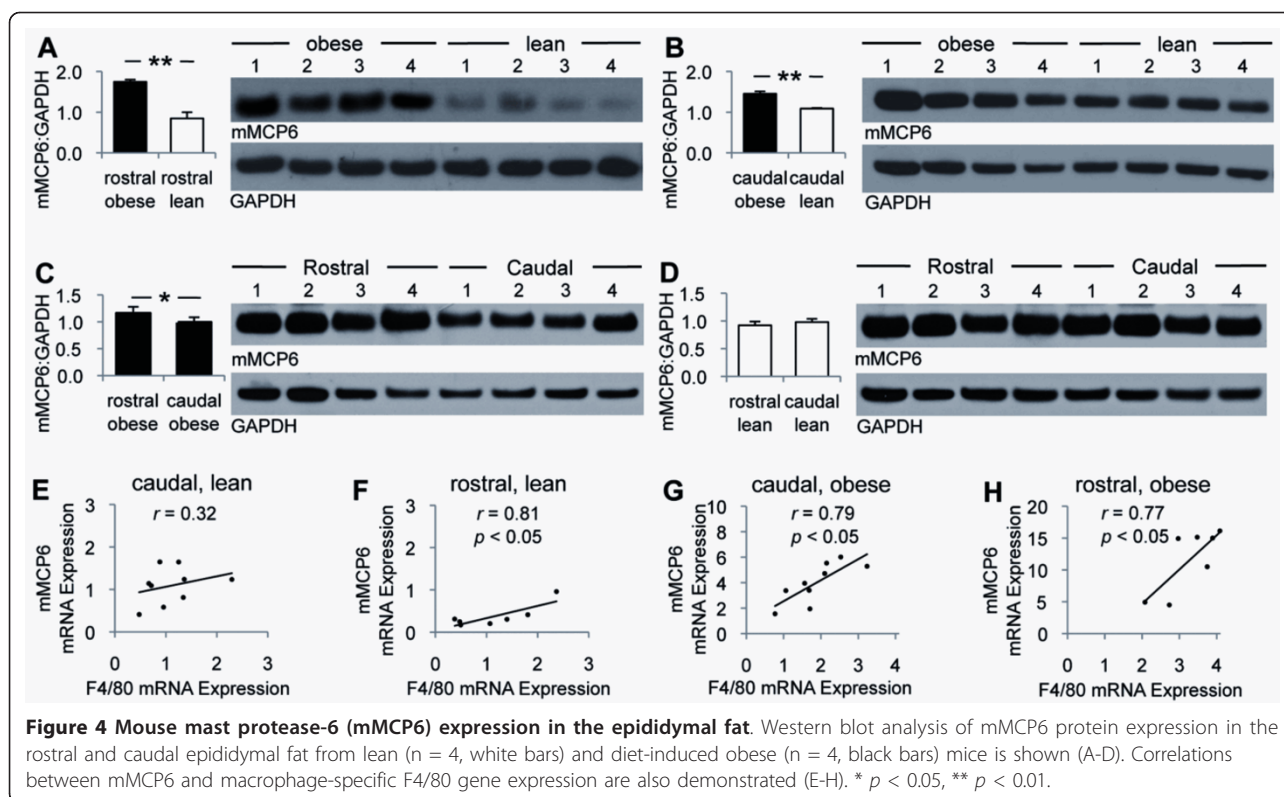 A
**
mMCP6:GAPDH
2.0
1.0
0.0
rostral rostral
obese lean
obese lean
1 2 3 4 1 2 3 4
mMCP6
GAPDH
B
**
mMCP6:GAPDH
2.0
1.0
0.0
caudal caudal
obese lean
obese lean
1 2 3 4 1 2 3 4
mMCP6
GAPDH
C
*
mMCP6:GAPDH
1.5
1.0
0.5
0.0
rostral caudal
obese obese
Rostral Caudal
1 2 3 4 1 2 3 4
mMCP6
GAPDH
D
mMCP6:GAPDH
1.5
1.0
0.5
0.0
rostral caudal
lean lean
Rostral Caudal
1 2 3 4 1 2 3 4
mMCP6
GAPDH
E
caudal, lean
r = 0.32
mMCP6
mRNA Expression
3
2
1
0
0 1 2 3
F4/80 mRNA Expression
F
rostral, lean
r = 0.81
p < 0.05
mMCP6
mRNA Expression
3
2
1
0
0 1 2 3
F4/80 mRNA Expression
G
caudal, obese
r = 0.79
p < 0.05
mMCP6
mRNA Expression
10
8
6
4
2
0
0 1 2 3 4
F4/80 mRNA Expression
H
rostral, obese
r = 0.77
p < 0.05
mMCP6
mRNA Expression
20
15
10
5
0
0 1 2 3 4
F4/80 mRNA Expression
Figure 4 Mouse mast protease-6 (mMCP6) expression in the epididymal fat. Western blot analysis of mMCP6 protein expression in the
rostral and caudal epididymal fat from lean (n = 4, white bars) and diet-induced obese (n = 4, black bars) mice is shown (A-D). Correlations
between mMCP6 and macrophage-specific F4/80 gene expression are also demonstrated (E-H). * p < 0.05, ** p < 0.01.